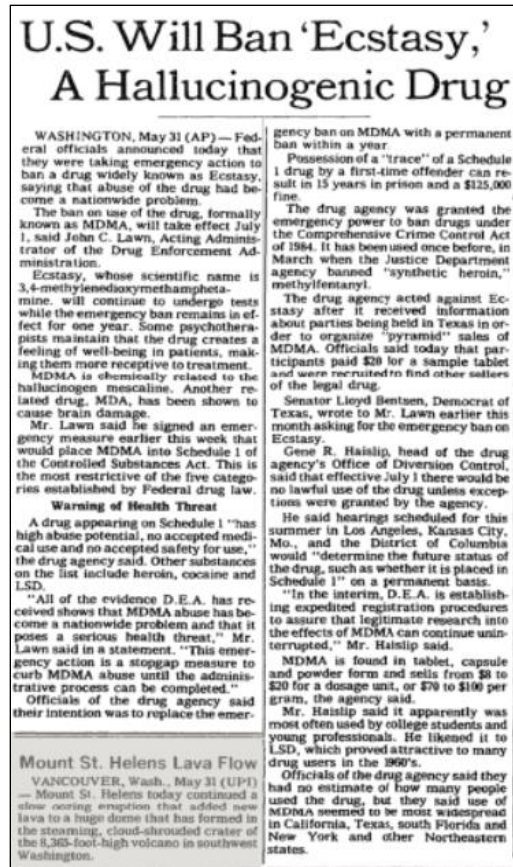 U.S. Will Ban ‘Ecstasy,’
A Hallucinogenic Drug
WASHINGTON, May 31 (AP) — Fed-
eral officials announced today that
they were taking emergency action to
ban a drug widely known as Ecstasy,
saying that abuse of the drug had be-
come a nationwide problem.
The ban on use of the drug, formally
known as MDMA, will take effect July
1, said John C. Lawn, Acting Adminis-
trator of the Drug Enforcement Ad-
ministration.
Ecstasy, whose scientific name is
3,4-methylenedioxymethampheta-
mine, will continue to undergo tests
while the emergency ban remains in ef-
fect for one year. Some psychothera-
pists maintain that the drug creates a
feeling of well-being in patients, mak-
ing them more receptive to treatment.
MDMA is chemically related to the
hallucinogen mescaline. Another re-
lated drug, MDA, has been shown to
cause brain damage.
Mr. Lawn said he signed an emer-
gency measure earlier this week that
would place MDMA into Schedule 1 of
the Controlled Substances Act. This is
the most restrictive of the five catego-
ries established by Federal drug law.
Warning of Health Threat
A drug appearing on Schedule 1 "has
high abuse potential, no accepted medi-
cal use and no accepted safety for use,"
the drug agency said. Other substances
on the list include heroin, cocaine and
LSD.
"All of the evidence D.E.A. has re-
ceived shows that MDMA abuse has be-
come a nationwide problem and that it
poses a serious health threat," Mr.
Lawn said in a statement. "This emer-
gency action is a stopgap measure to
curb MDMA abuse until the adminis-
trative process can be completed."
Officials of the drug agency said
their intention was to replace the emer-
gency ban on MDMA with a permanent
ban within a year.
Possession of a "trace" of a Schedule
1 drug by a first-time offender can re-
sult in 15 years in prison and a $125,000
fine.
The drug agency was granted the
emergency power to ban drugs under
the Comprehensive Crime Control Act
of 1984. It has been used once before, in
March when the Justice Department
agency banned "synthetic heroin,"
methylfentanyl.
The drug agency acted against Ec-
stasy after it received information
about parties being held in Texas in or-
der to organize "pyramid" sales of
MDMA. Officials said today that par-
ticipants paid $20 for a sample tablet
and were recruited to find other sellers
of the legal drug.
Senator Lloyd Bentsen, Democrat of
Texas, wrote to Mr. Lawn earlier this
month asking for the emergency ban on
Ecstasy.
Gene R. Haislip, head of the drug
agency's Office of Diversion Control,
said that effective July 1 there would be
no lawful use of the drug unless excep-
tions were granted by the agency.
He said hearings scheduled for this
summer in Los Angeles, Kansas City,
Mo., and the District of Columbia
would "determine the future status of
the drug, such as whether it is placed in
Schedule 1" on a permanent basis.
"In the interim, D.E.A. is establish-
ing expedited registration procedures
to assure that legitimate research into
the effects of MDMA can continue unin-
terrupted," Mr. Haislip said.
MDMA is found in tablet, capsule
and powder form and sells from $8 to
$20 for a dosage unit, or $70 to $100 per
gram, the agency said.
Mr. Haislip said it apparently was
most often used by college students and
young professionals. He likened it to
LSD, which proved attractive to many
drug users in the 1960's.
Officials of the drug agency said they
had no estimate of how many people
used the drug, but they said use of
MDMA seemed to be most widespread
in California, Texas, south Florida and
New York and other Northeastern
states.
Mount St. Helens Lava Flow
VANCOUVER, Wash., May 31 (UPI)
— Mount St. Helens today continued a
slow oozing eruption that added new
lava to a huge dome that has formed in
the steaming, cloud-shrouded crater of
the 8,365-foot-high volcano in southwest
Washington.